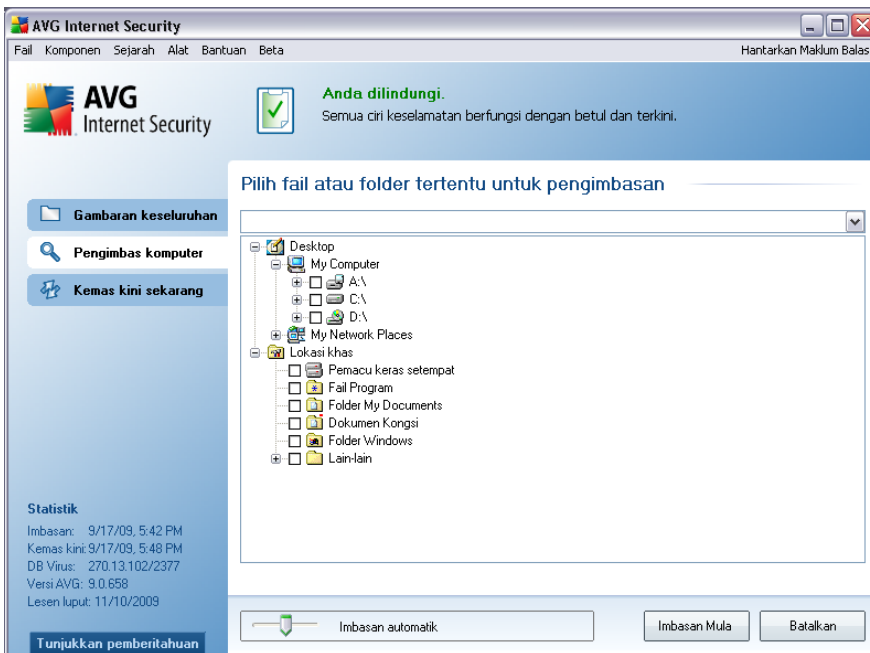 AVG Internet Security
Fail Komponen Sejarah Alat Bantuan Beta Hantarkan Maklum Balas
AVG
Internet Security
Anda dilindungi.
Semua ciri keselamatan berfungsi dengan betul dan terkini.
Gambaran keseluruhan
Pengimbas komputer
Kemas kini sekarang
Pilih fail atau folder tertentu untuk pengimbasan
Desktop
My Computer
A:\
C:\
D:\
My Network Places
Lokasi khas
Pemacu keras setempat
Fail Program
Folder My Documents
Dokumen Kongsi
Folder Windows
Lain-lain
Statistik
Imbasan: 9/17/09, 5:42 PM
Kemas kini: 9/17/09, 5:48 PM
DB Virus: 270.13.102/2377
Versi AVG: 9.0.658
Lesen luput: 11/10/2009
Tunjukkan pemberitahuan
Imbasan automatik
Imbasan Mula
Batalkan